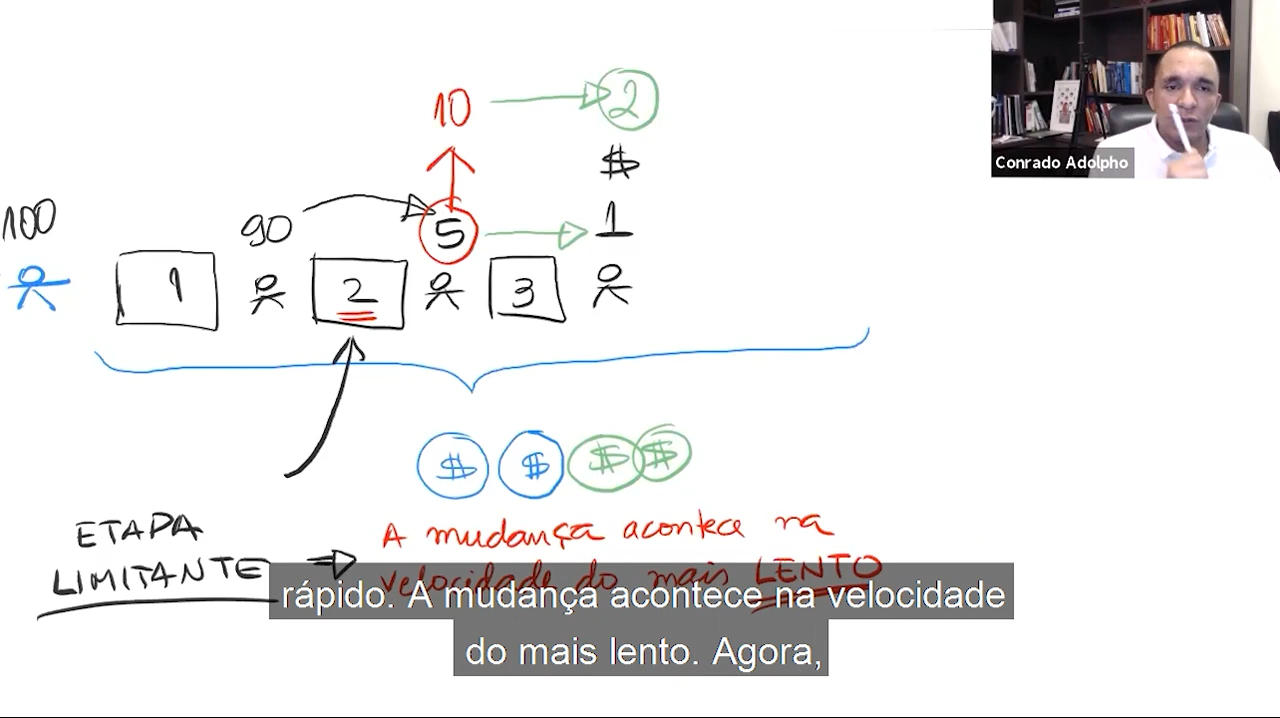 10 2
$
100 90 5 1
1 2 3
$ $ $ $
ETAPA
LIMITANTE
A mudança acontece na
velocidade do mais LENTO
rápido. A mudança acontece na velocidade
do mais lento. Agora,
Conrado Adolpho